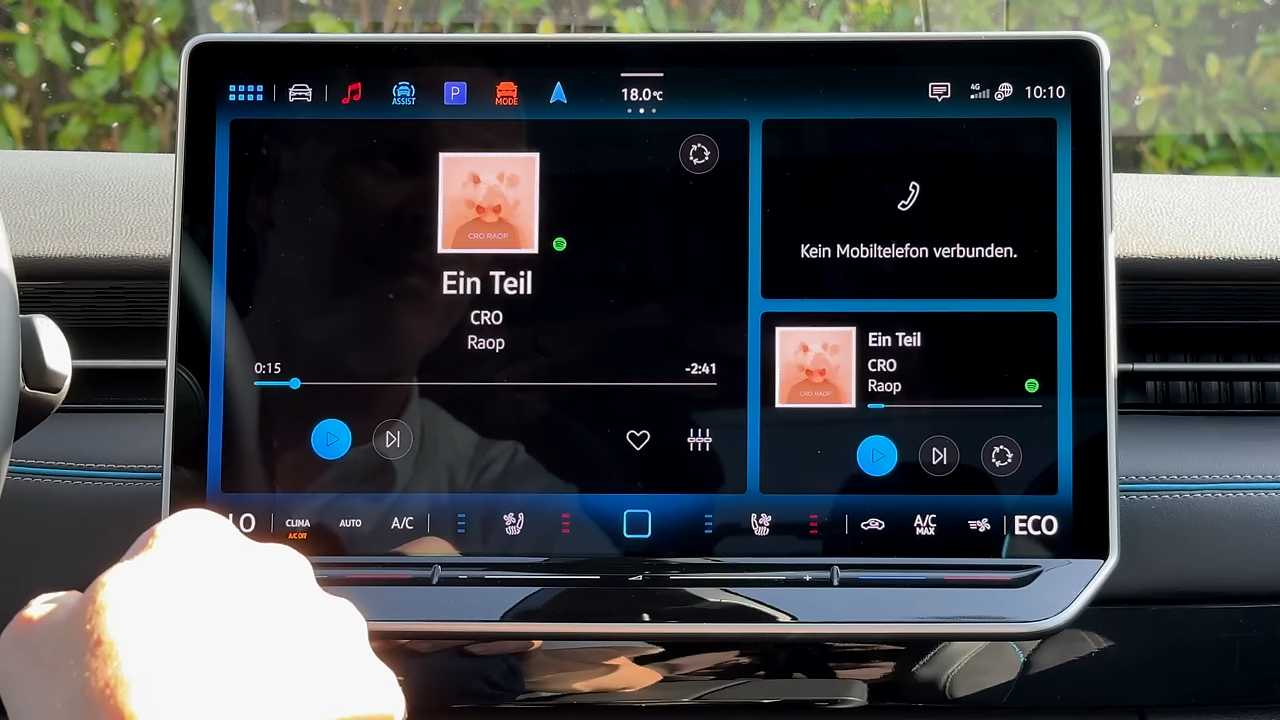 ASSIST
P
MODE
18.0°C
4G
10:10
CRO RAOP
Ein Teil
CRO
Raop
0:15
-2:41
Kein Mobiltelefon verbunden.
CRO RAOP
Ein Teil
CRO
Raop
CLIMA
A/C OFF
AUTO
A/C
A/C
MAX
ECO
- +